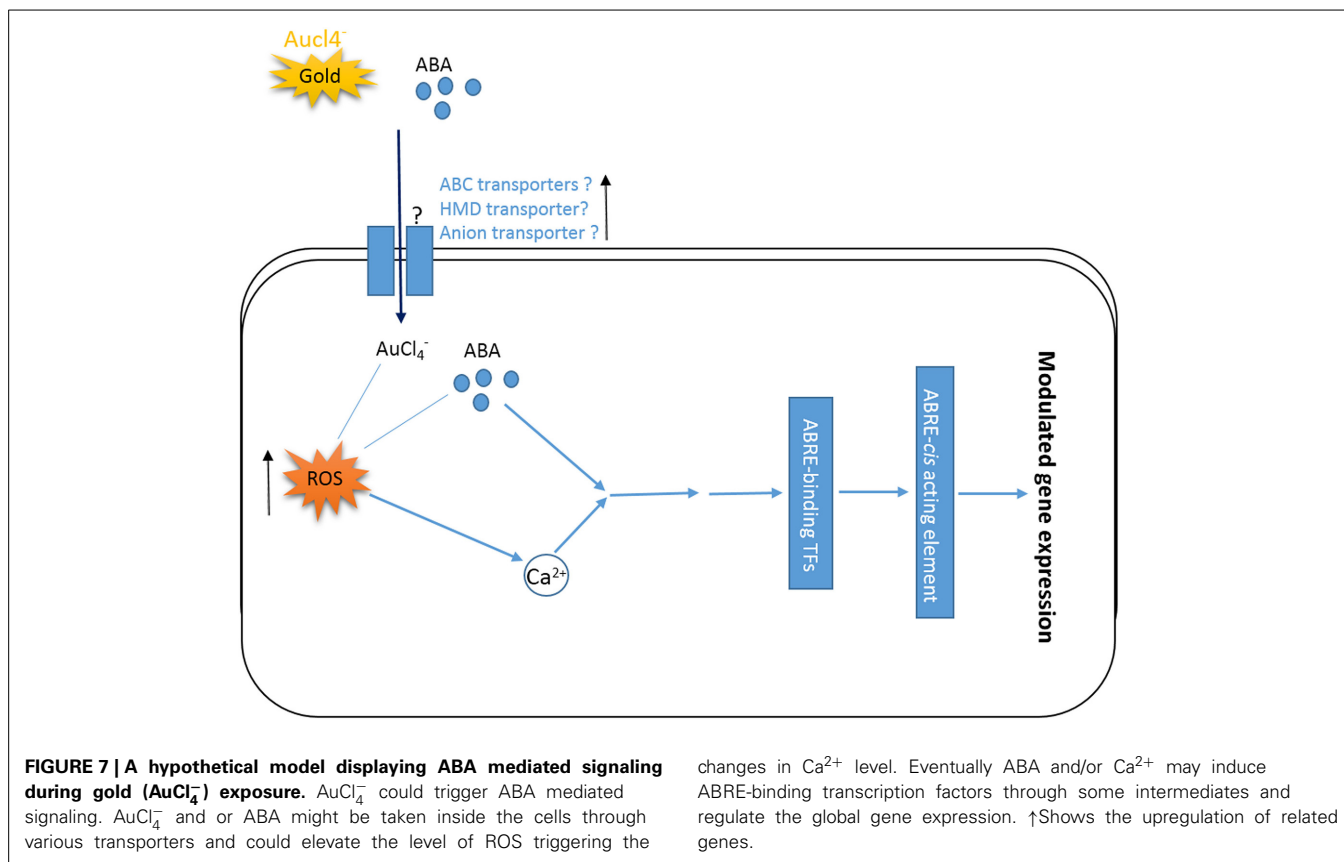 Aucl4⁻
Gold
ABA
ABC transporters ?
HMD transporter?
Anion transporter ?
?
AuCl₄⁻
ABA
ROS
Ca²⁺
ABRE-binding TFs
ABRE-cis acting element
Modulated gene expression
FIGURE 7 | A hypothetical model displaying ABA mediated signaling
during gold (AuCl₄⁻) exposure. AuCl₄⁻ could trigger ABA mediated
signaling. AuCl₄⁻ and or ABA might be taken inside the cells through
various transporters and could elevate the level of ROS triggering the
changes in Ca²⁺ level. Eventually ABA and/or Ca²⁺ may induce
ABRE-binding transcription factors through some intermediates and
regulate the global gene expression. ↑Shows the upregulation of related
genes.